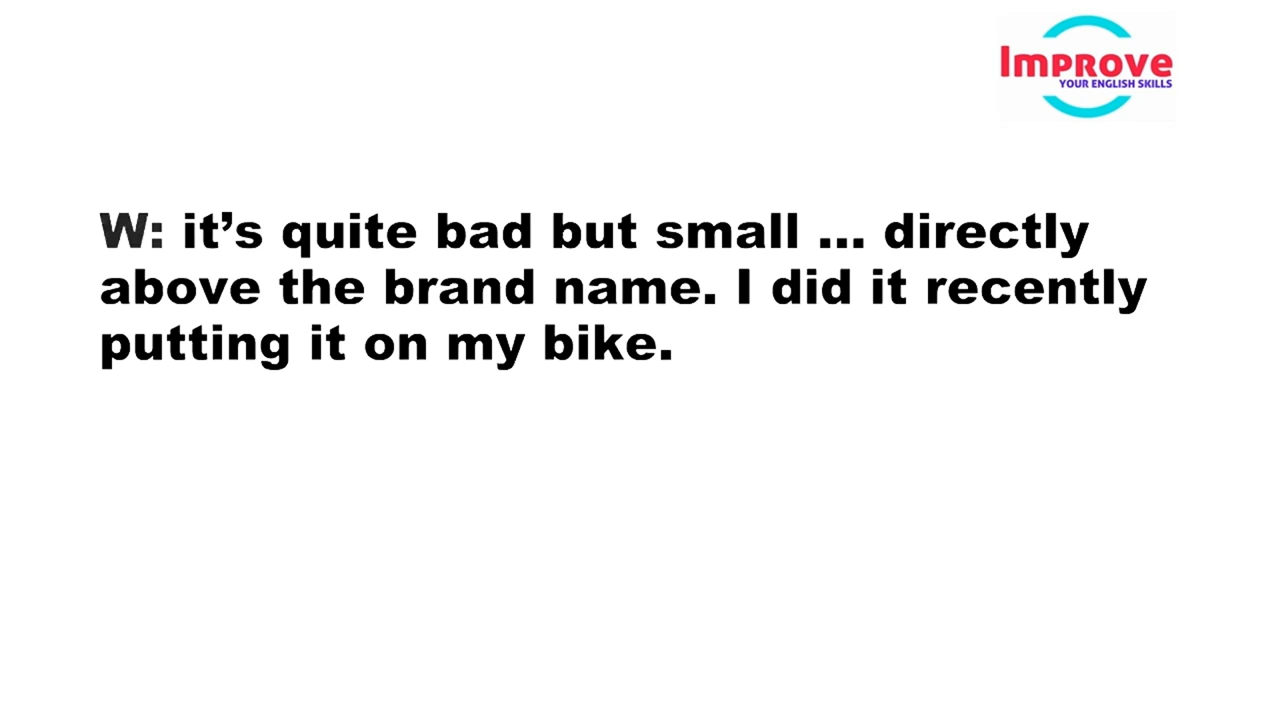 Improve
YOUR ENGLISH SKILLS
W: it’s quite bad but small ... directly
above the brand name. I did it recently
putting it on my bike.